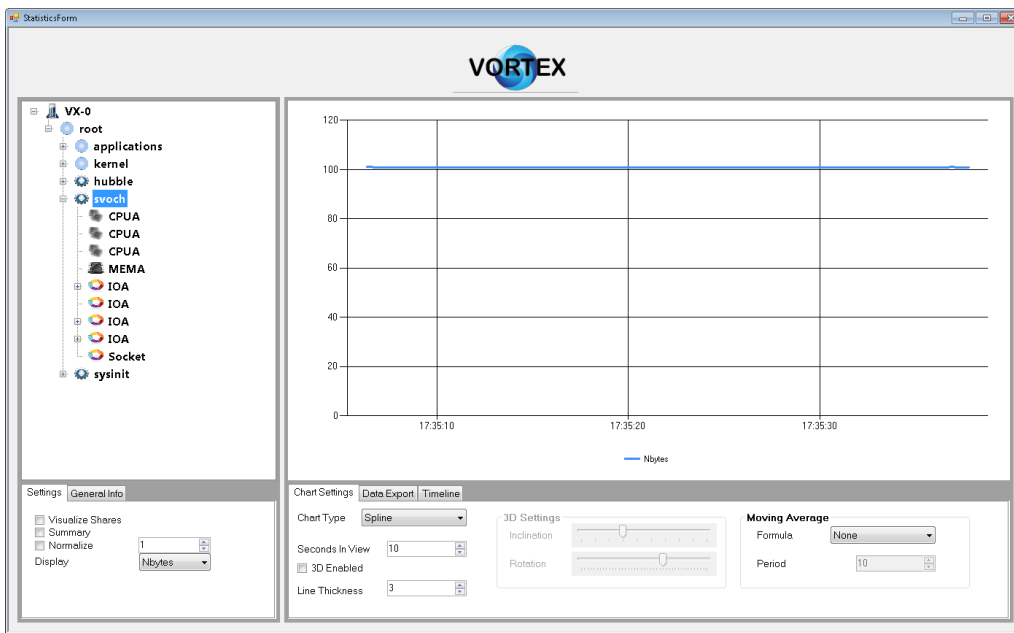 StatisticsForm
VORTEX
VX-0
root
applications
kernel
hubble
svoch
CPUA
CPUA
CPUA
MEMA
IOA
IOA
IOA
IOA
Socket
sysinit
120
100
80
60
40
20
0
17:35:10 17:35:20 17:35:30
Nbytes
Settings General Info
Visualize Shares
Summary
Normalize 1
Display Nbytes
Chart Settings Data Export Timeline
Chart Type Spline
Seconds In View 10
3D Enabled
Line Thickness 3
3D Settings
Inclination
Rotation
Moving Average
Formula None
Period 10